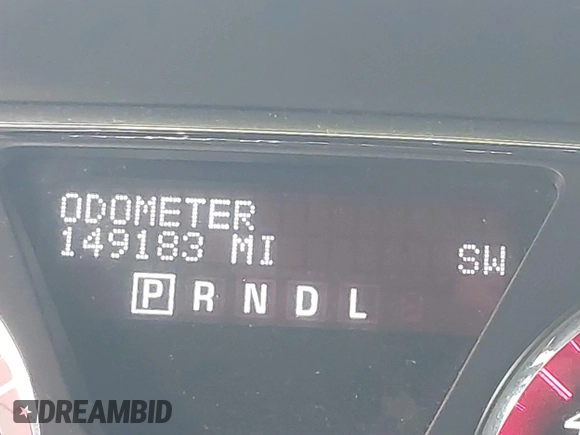 ODOMETER
149183 MI SW
P R N D L
DREAMBID